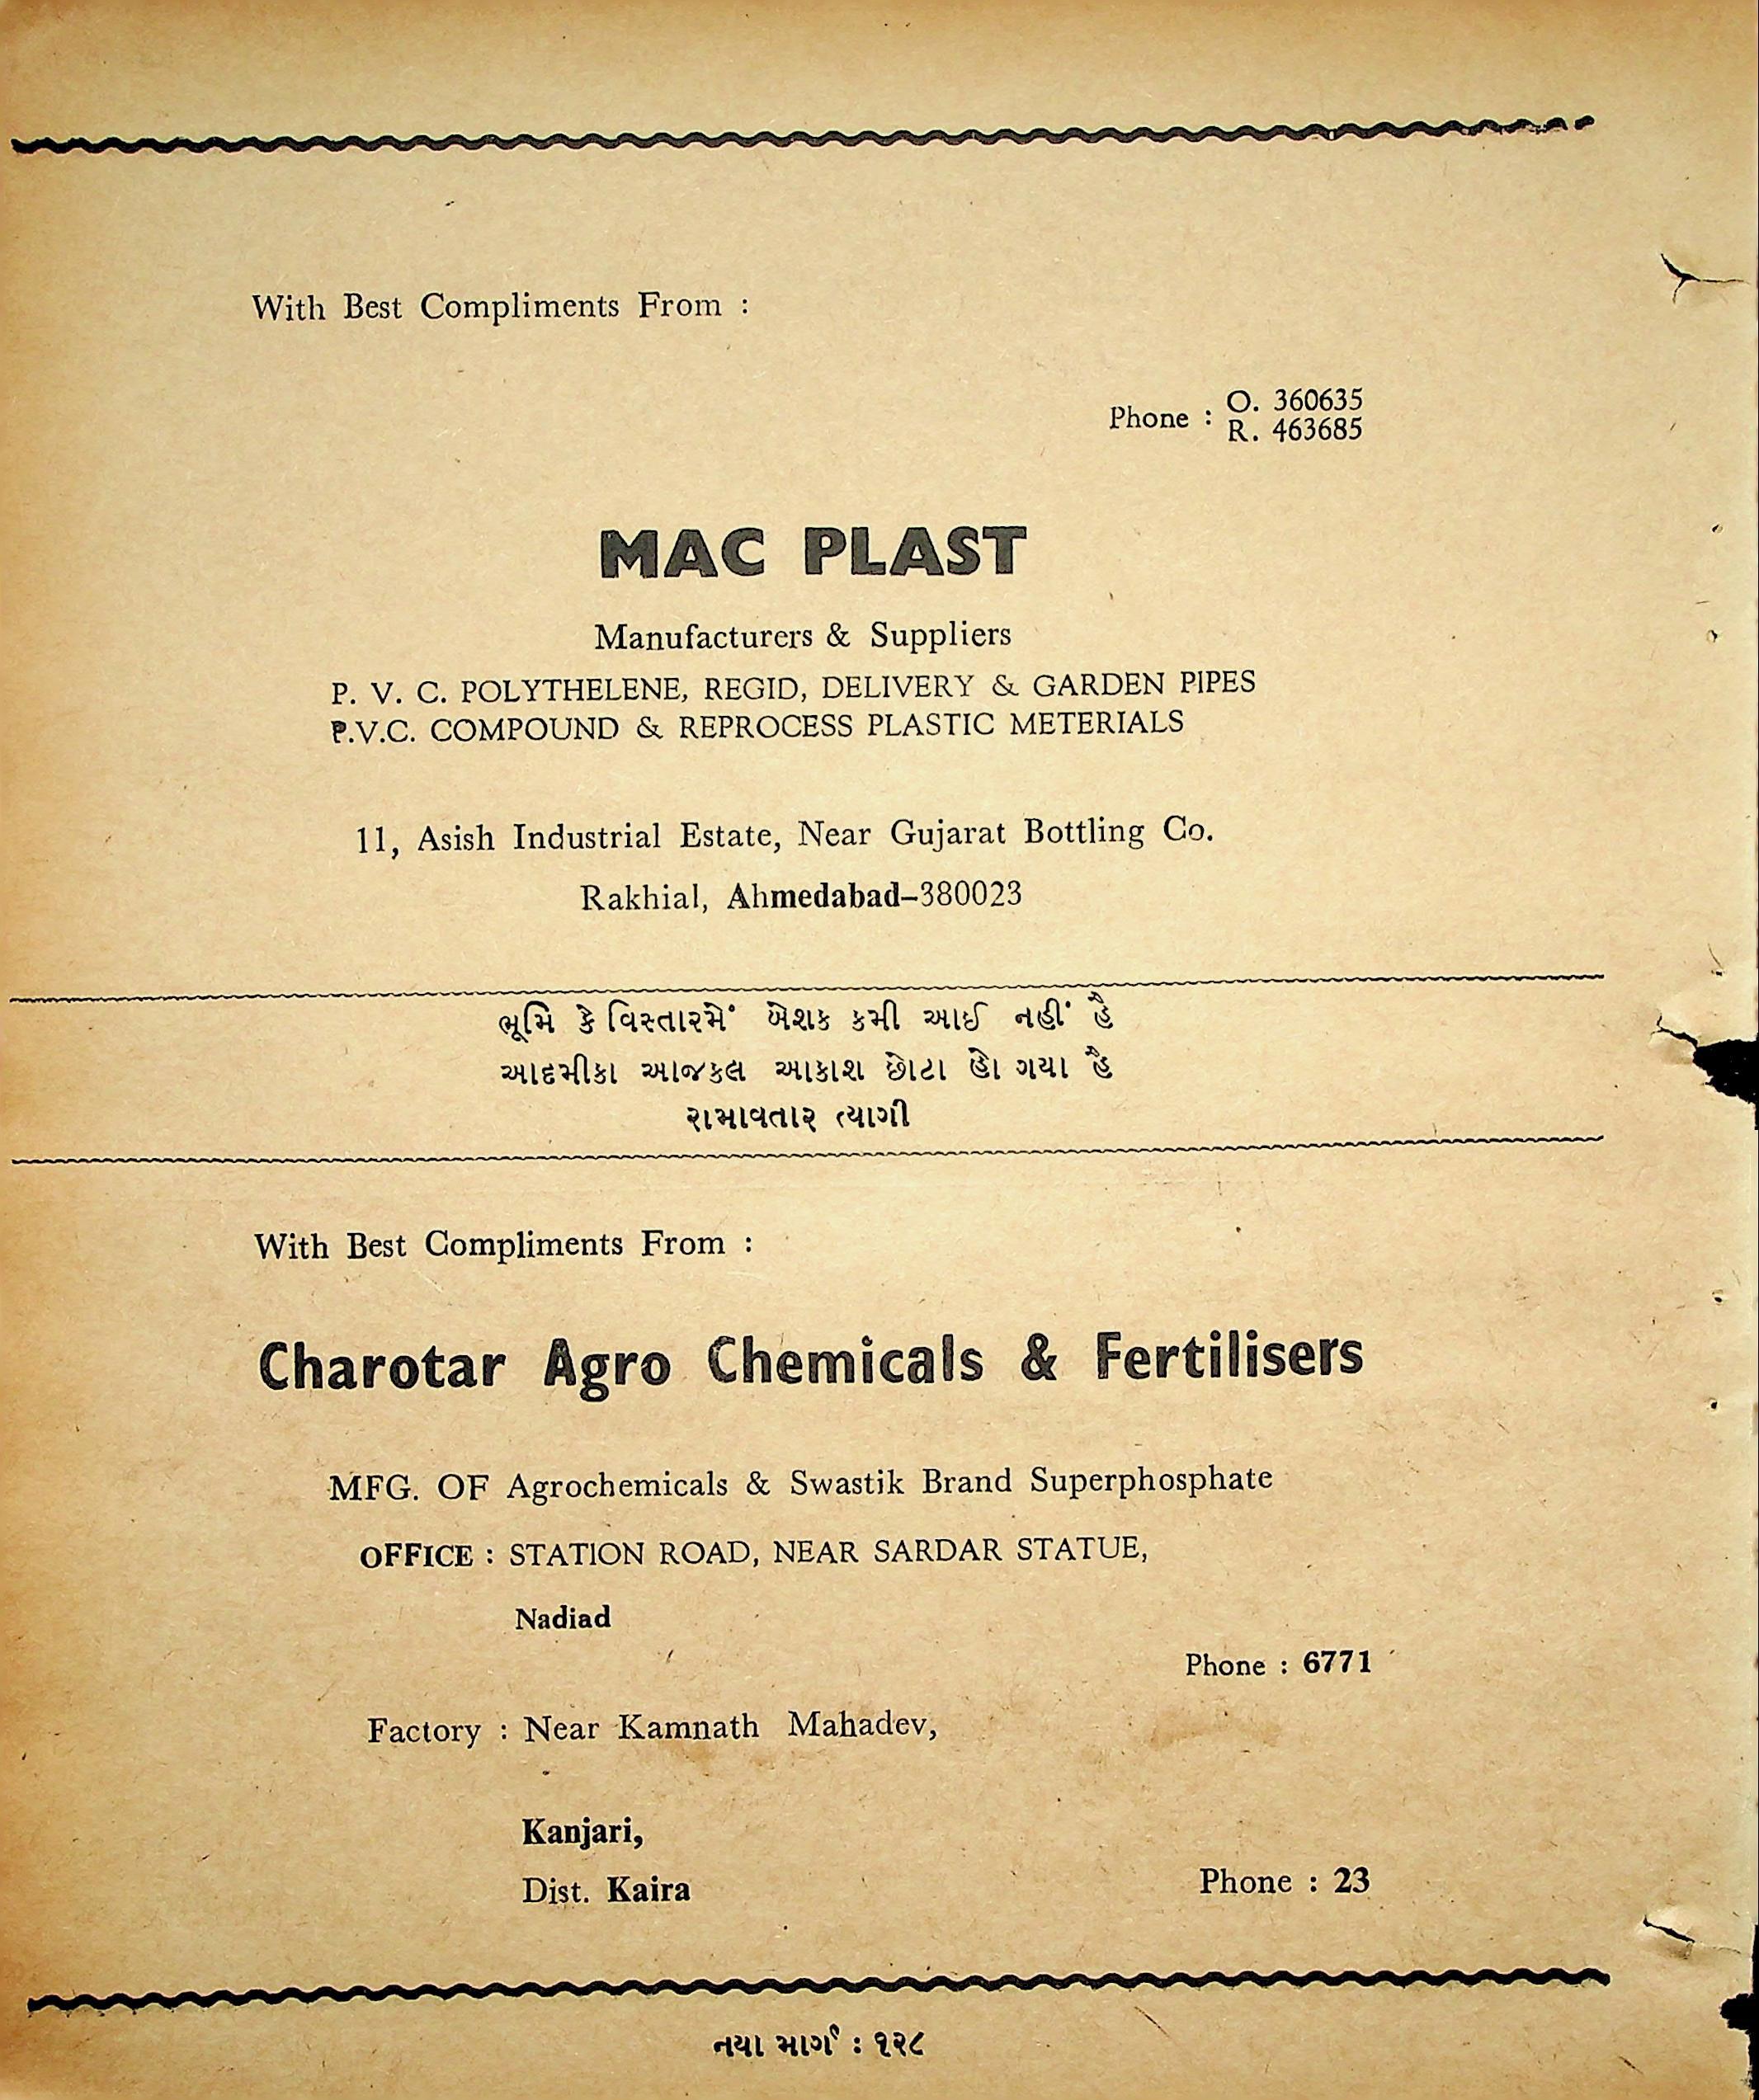 With Best Compliments From :
Phone : O. 360635
R. 463685
MAC PLAST
Manufacturers & Suppliers
P. V. C. POLYTHELENE, REGID, DELIVERY & GARDEN PIPES
P.V.C. COMPOUND & REPROCESS PLASTIC METERIALS
11, Asish Industrial Estate, Near Gujarat Bottling Co.
Rakhial, Ahmedabad–380023
ભૂમિ કે વિસ્તારમેં બેશક કમી આઈ નહીં હૈ
આદમીકા આજકલ આકાશ છોટા હો ગયા હૈ
રામાવતાર ત્યાગી
With Best Compliments From :
Charotar Agro Chemicals & Fertilisers
MFG. OF Agrochemicals & Swastik Brand Superphosphate
OFFICE : STATION ROAD, NEAR SARDAR STATUE,
Nadiad
Phone : 6771
Factory : Near Kamnath Mahadev,
Kanjari,
Dist. Kaira
Phone : 23
નયા માર્ગ : ૧૨૮